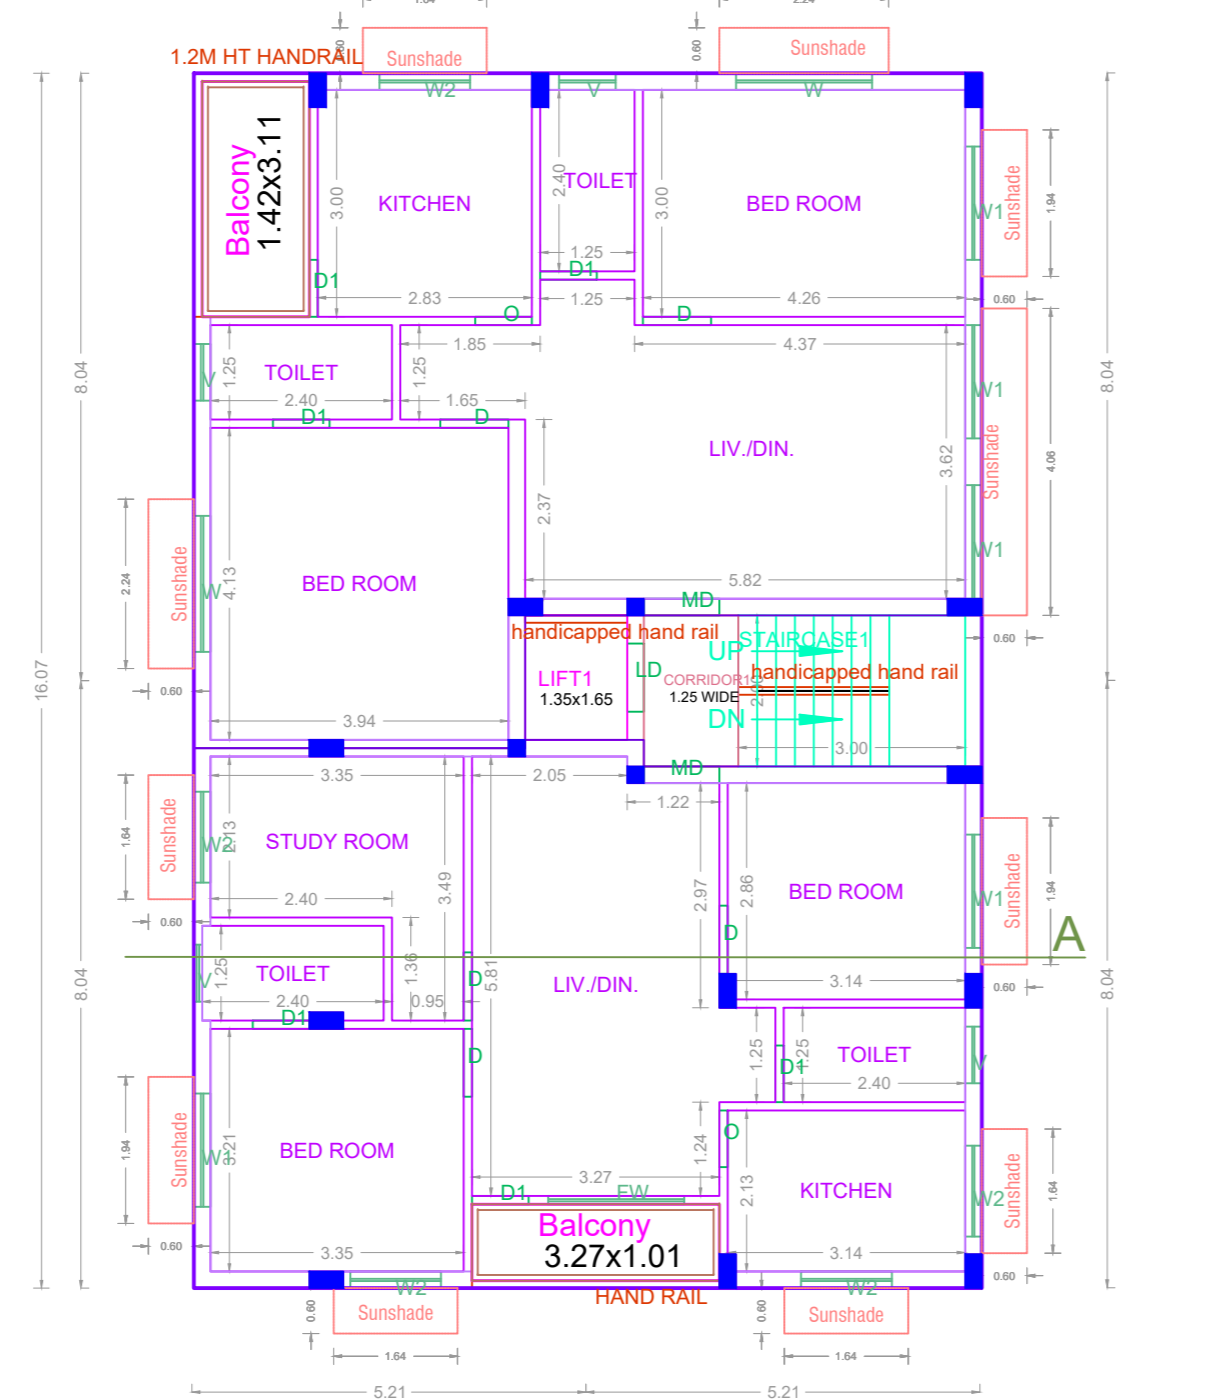 1.64
2.24
0.60
Sunshade
0.60
Sunshade
1.2M HT HANDRAIL
W2
V
W
Balcony
1.42x3.11
3.00
KITCHEN
2.40
TOILET
3.00
BED ROOM
W1
Sunshade
1.94
1.25
D1
D1
2.83
1.25
4.26
0.60
O
D
1.85
4.37
8.04
8.04
V
1.25
TOILET
2.40
1.25
1.65
D1
D
W1
LIV./DIN.
3.62
Sunshade
4.06
2.37
W1
2.24
Sunshade
W
4.13
BED ROOM
5.82
MD
handicapped hand rail
UP
STAIRCASE1
0.60
16.07
0.60
LIFT1
1.35x1.65
LD
CORRIDOR1
1.25 WIDE
handicapped hand rail
DN
3.94
3.00
3.35
2.05
MD
1.22
1.64
Sunshade
W2
2.13
STUDY ROOM
3.49
2.97
2.86
BED ROOM
W1
Sunshade
1.94
2.40
0.60
D
A
V
1.25
TOILET
2.40
1.36
0.95
D
5.81
LIV./DIN.
3.14
0.60
8.04
8.04
D1
D
1.25
D1
1.25
TOILET
2.40
V
1.94
Sunshade
W1
3.21
BED ROOM
1.24
O
2.13
KITCHEN
W2
Sunshade
1.64
3.27
D1
FW
0.60
3.35
Balcony
3.27x1.01
3.14
0.60
W2
HAND RAIL
W2
0.60
Sunshade
0.60
Sunshade
1.64
1.64
5.21
5.21